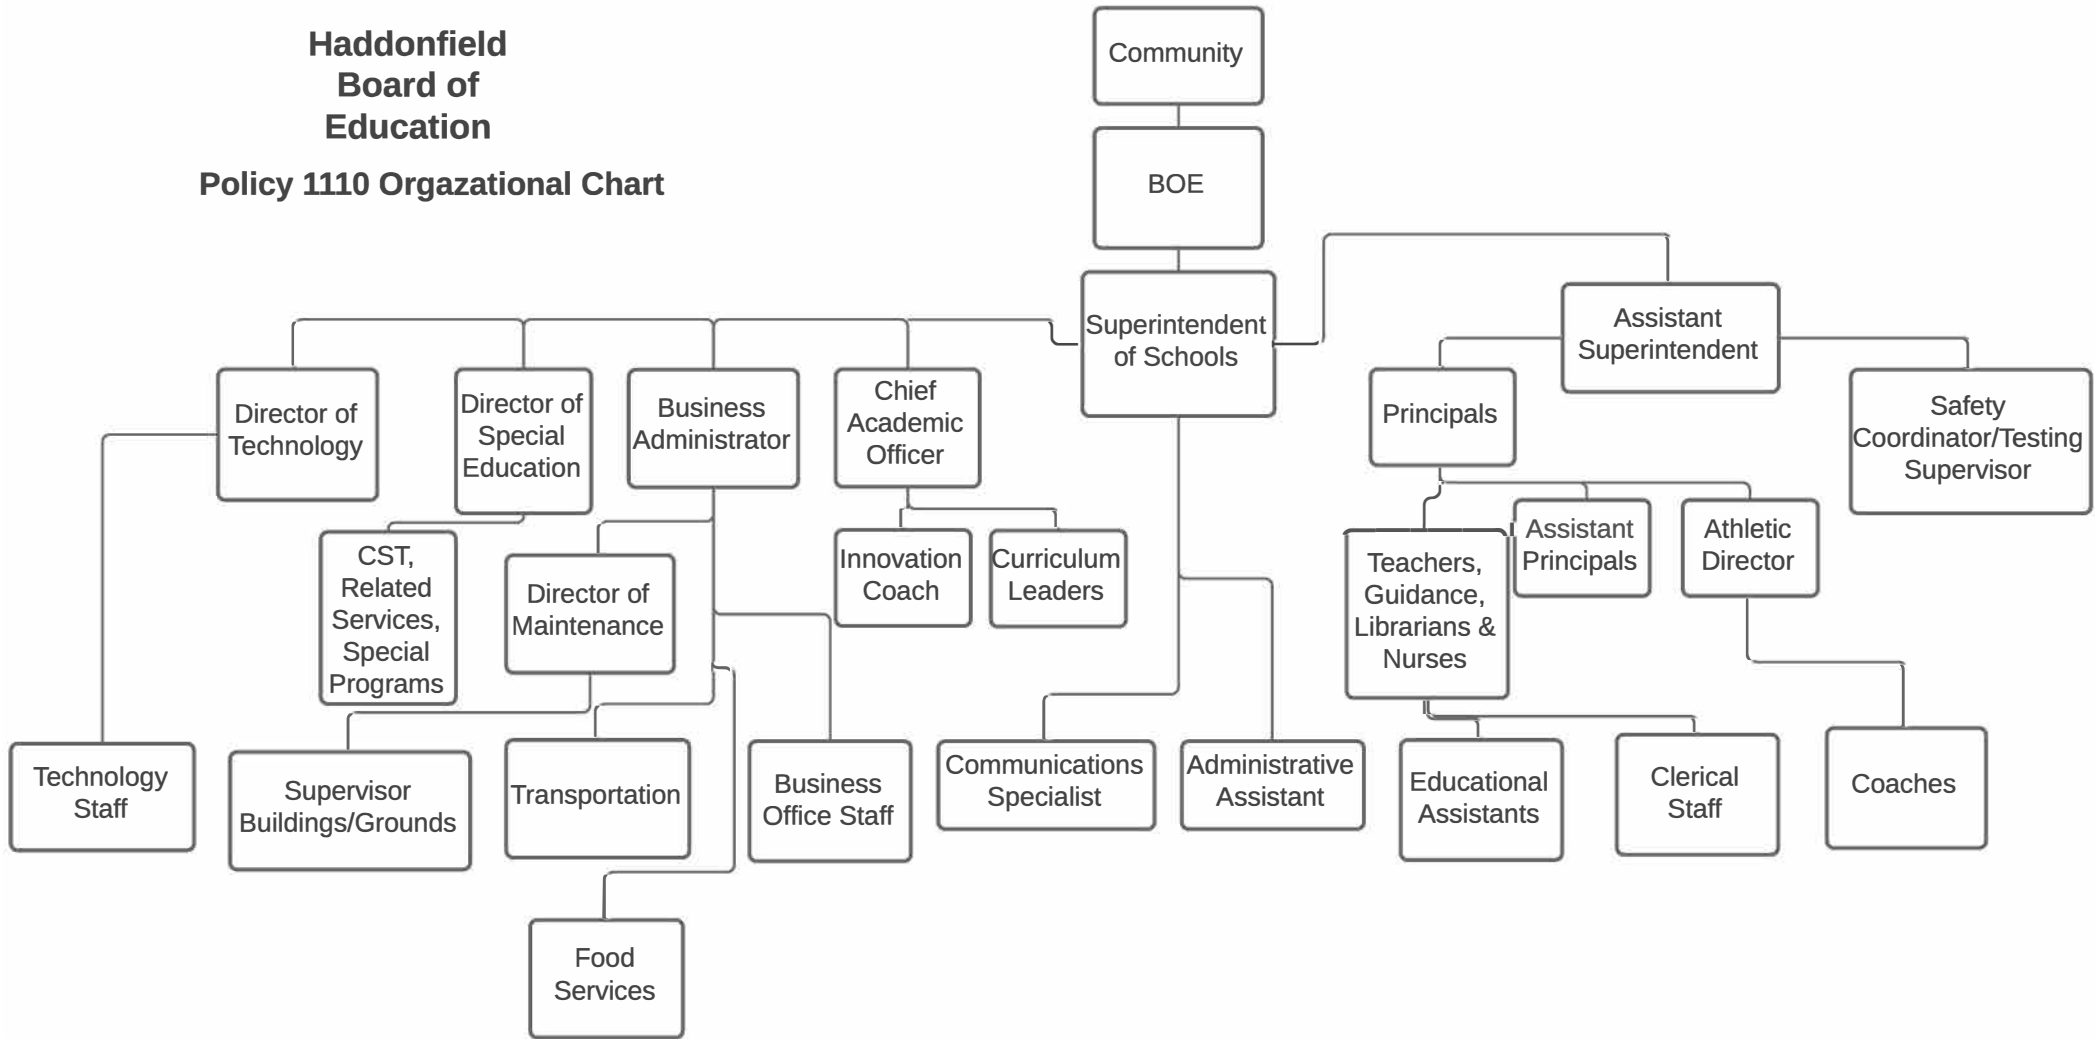 Haddonfield
Board of
Education
Policy 1110 Orgazational Chart
Community
BOE
Superintendent
of Schools
Assistant
Superintendent
Director of
Technology
Director of
Special
Education
Business
Administrator
Chief
Academic
Officer
Principals
Safety
Coordinator/Testing
Supervisor
CST,
Related
Services,
Special
Programs
Director of
Maintenance
Innovation
Coach
Curriculum
Leaders
Teachers,
Guidance,
Librarians &
Nurses
Assistant
Principals
Athletic
Director
Technology
Staff
Supervisor
Buildings/Grounds
Transportation
Business
Office Staff
Communications
Specialist
Administrative
Assistant
Educational
Assistants
Clerical
Staff
Coaches
Food
Services